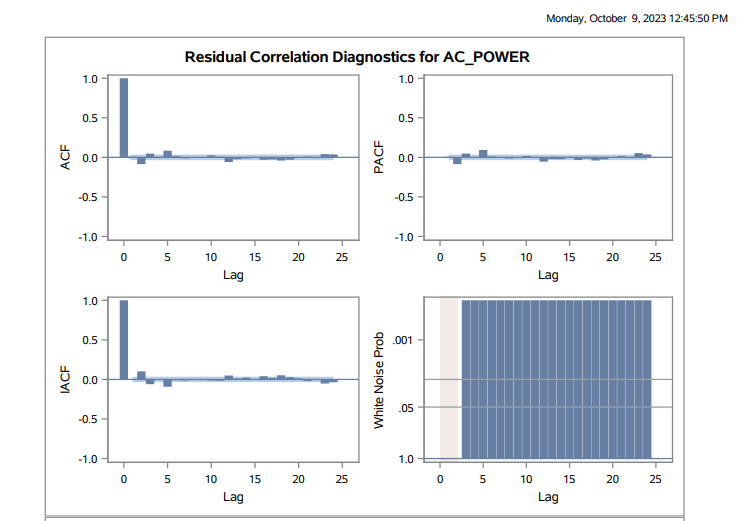 Monday, October 9, 2023 12:45:50 PM
Residual Correlation Diagnostics for AC_POWER
1.0
0.5
0.0
-0.5
-1.0
ACF
0 5 10 15 20 25
Lag
1.0
0.5
0.0
-0.5
-1.0
PACF
0 5 10 15 20 25
Lag
1.0
0.5
0.0
-0.5
-1.0
IACF
0 5 10 15 20 25
Lag
.001
.05
1.0
White Noise Prob
0 5 10 15 20 25
Lag